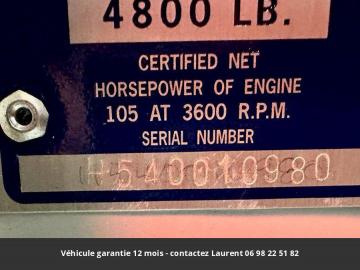 4800 LB.
CERTIFIED NET
HORSEPOWER OF ENGINE
105 AT 3600 R.P.M.
SERIAL NUMBER
H540010980
Véhicule garantie 12 mois - contactez Laurent 06 98 22 51 82